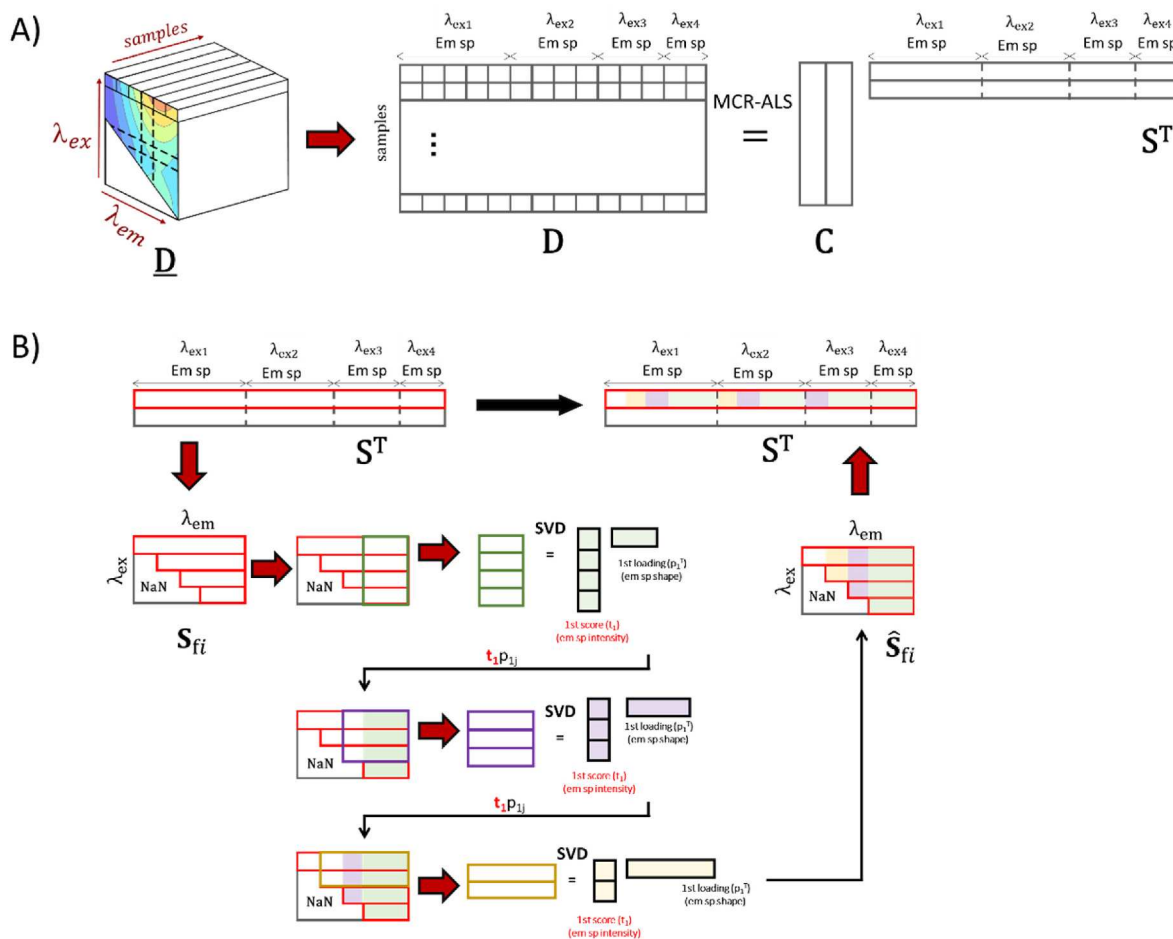 A)
samples
λex
λem
D
λex1 λex2 λex3 λex4
Em sp Em sp Em sp Em sp
samples
⋮
D
MCR-ALS
=
C
λex1 λex2 λex3 λex4
Em sp Em sp Em sp Em sp
S^T
B)
λex1 λex2 λex3 λex4
Em sp Em sp Em sp Em sp
S^T
λex1 λex2 λex3 λex4
Em sp Em sp Em sp Em sp
S^T
λem
λex
NaN
S_fi
NaN
SVD
=
1st loading (p₁ᵀ)
(em sp shape)
1st score (t₁)
(em sp intensity)
t₁p₁ⱼ
NaN
SVD
=
1st loading (p₁ᵀ)
(em sp shape)
1st score (t₁)
(em sp intensity)
t₁p₁ⱼ
NaN
SVD
=
1st loading (p₁ᵀ)
(em sp shape)
1st score (t₁)
(em sp intensity)
λem
λex
NaN
Ŝ_fi